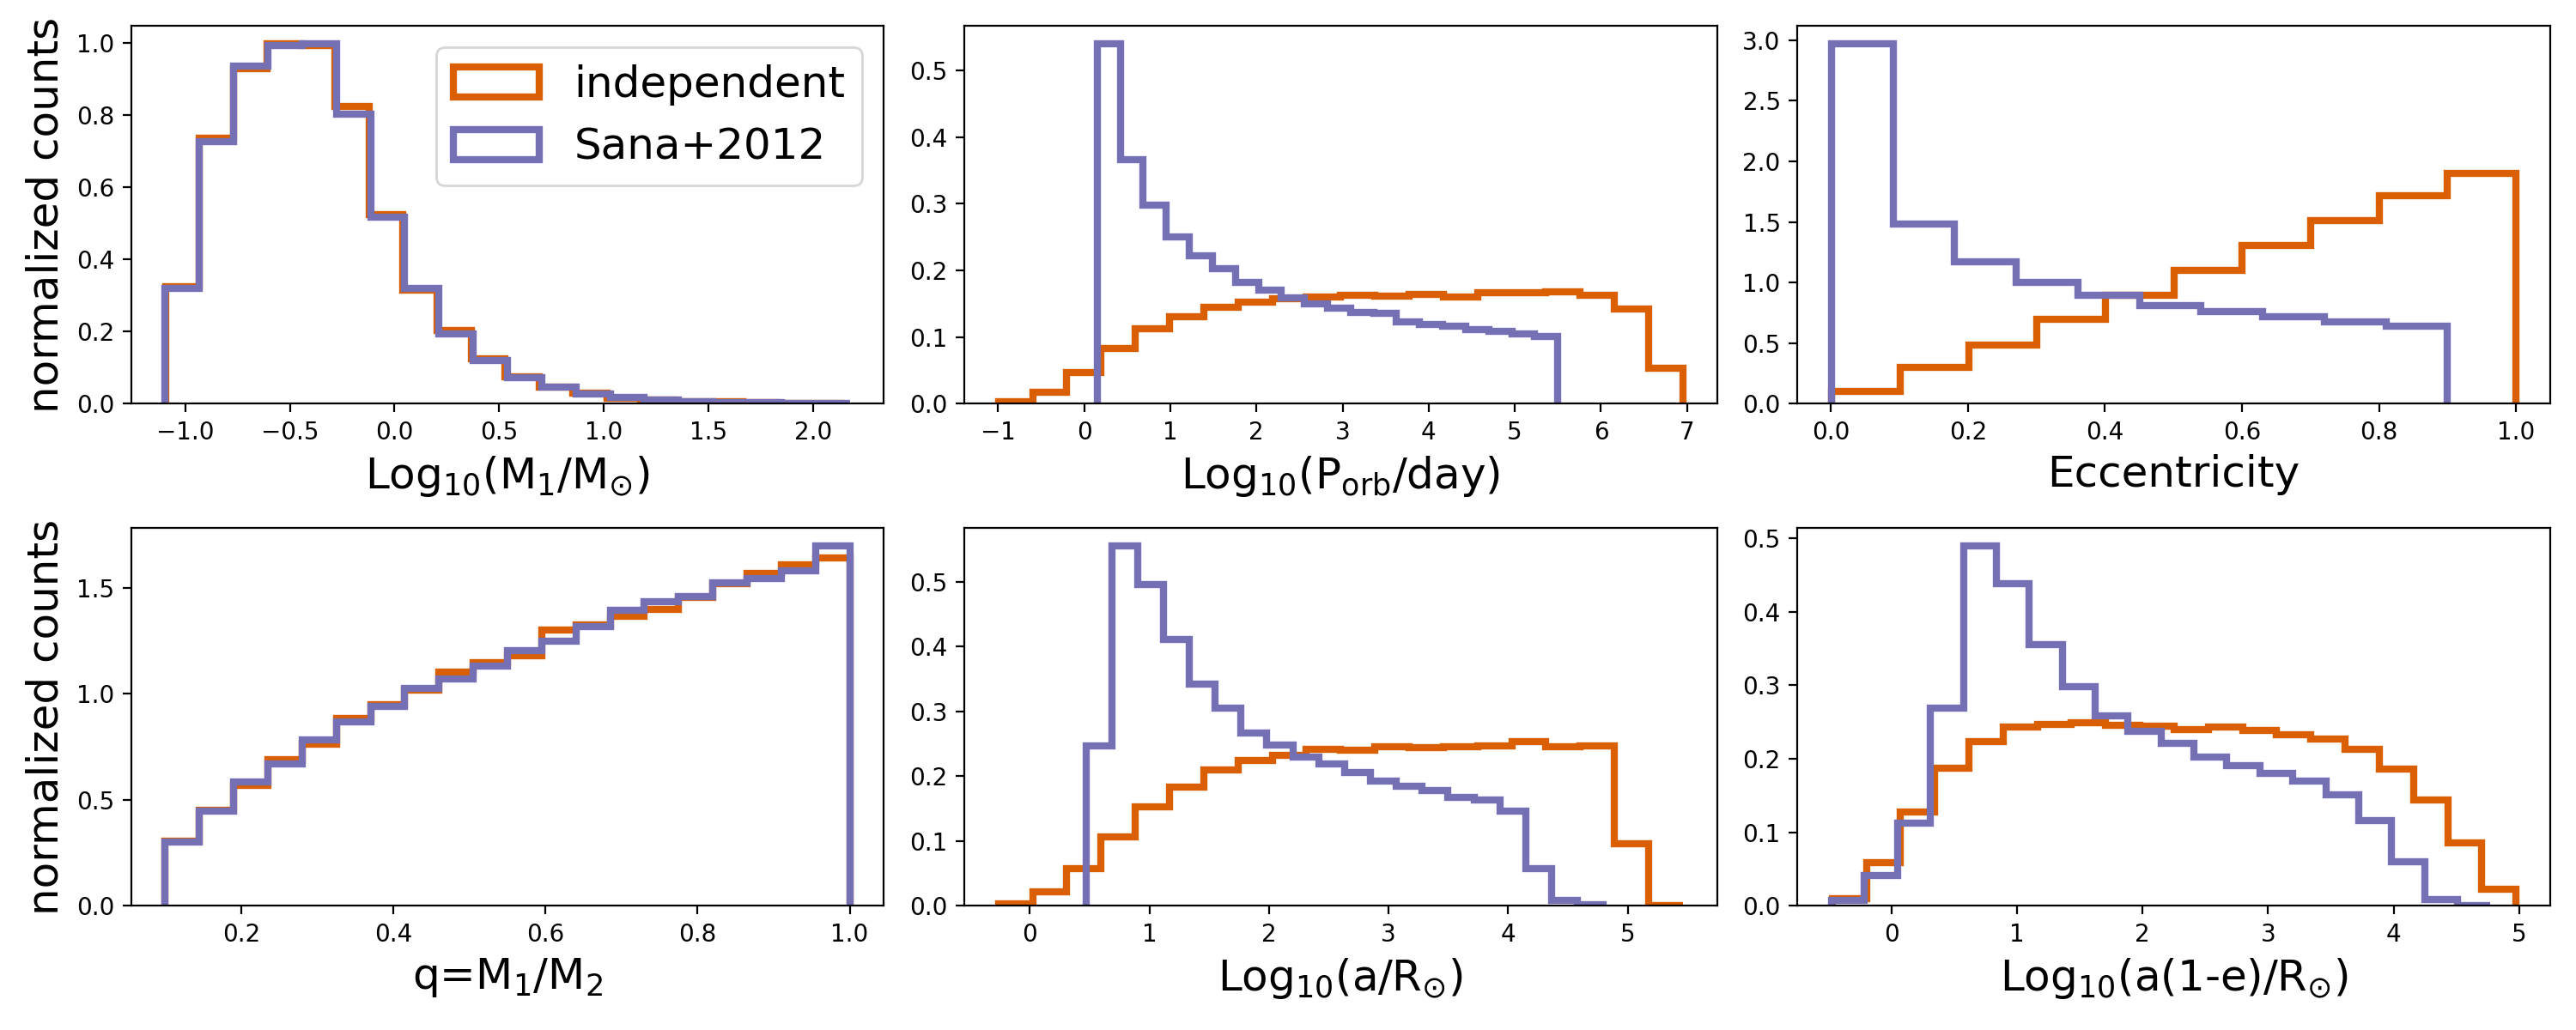 normalized counts
1.0
0.8
0.6
0.4
0.2
0.0
independent
Sana+2012
−1.0 −0.5 0.0 0.5 1.0 1.5 2.0
Log₁₀(M₁/M⊙)
0.5
0.4
0.3
0.2
0.1
0.0
−1 0 1 2 3 4 5 6 7
Log₁₀(Pₒᵣb/day)
3.0
2.5
2.0
1.5
1.0
0.5
0.0
0.0 0.2 0.4 0.6 0.8 1.0
Eccentricity
normalized counts
1.5
1.0
0.5
0.0
0.2 0.4 0.6 0.8 1.0
q=M₁/M₂
0.5
0.4
0.3
0.2
0.1
0.0
0 1 2 3 4 5
Log₁₀(a/R⊙)
0.5
0.4
0.3
0.2
0.1
0.0
0 1 2 3 4 5
Log₁₀(a(1-e)/R⊙)